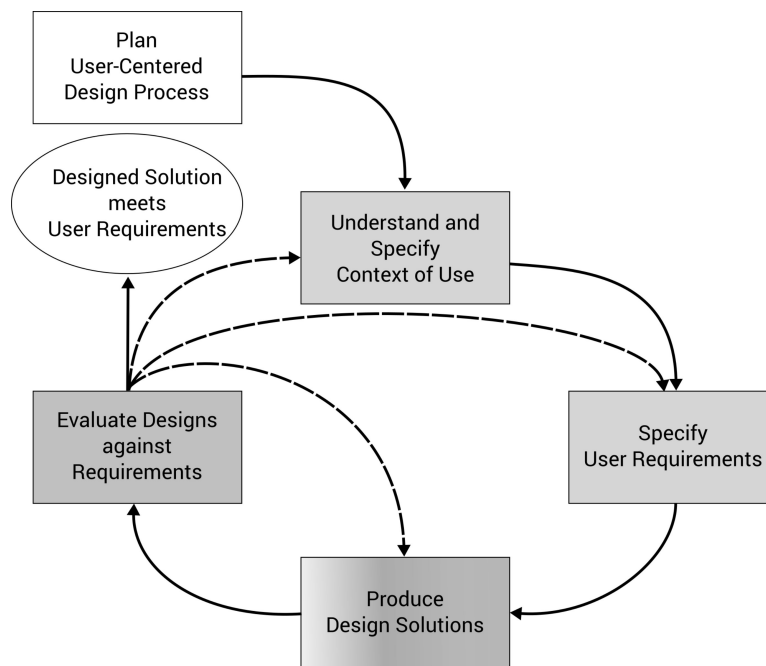 Plan
User-Centered
Design Process
Designed Solution
meets
User Requirements
Understand and
Specify
Context of Use
Evaluate Designs
against
Requirements
Specify
User Requirements
Produce
Design Solutions